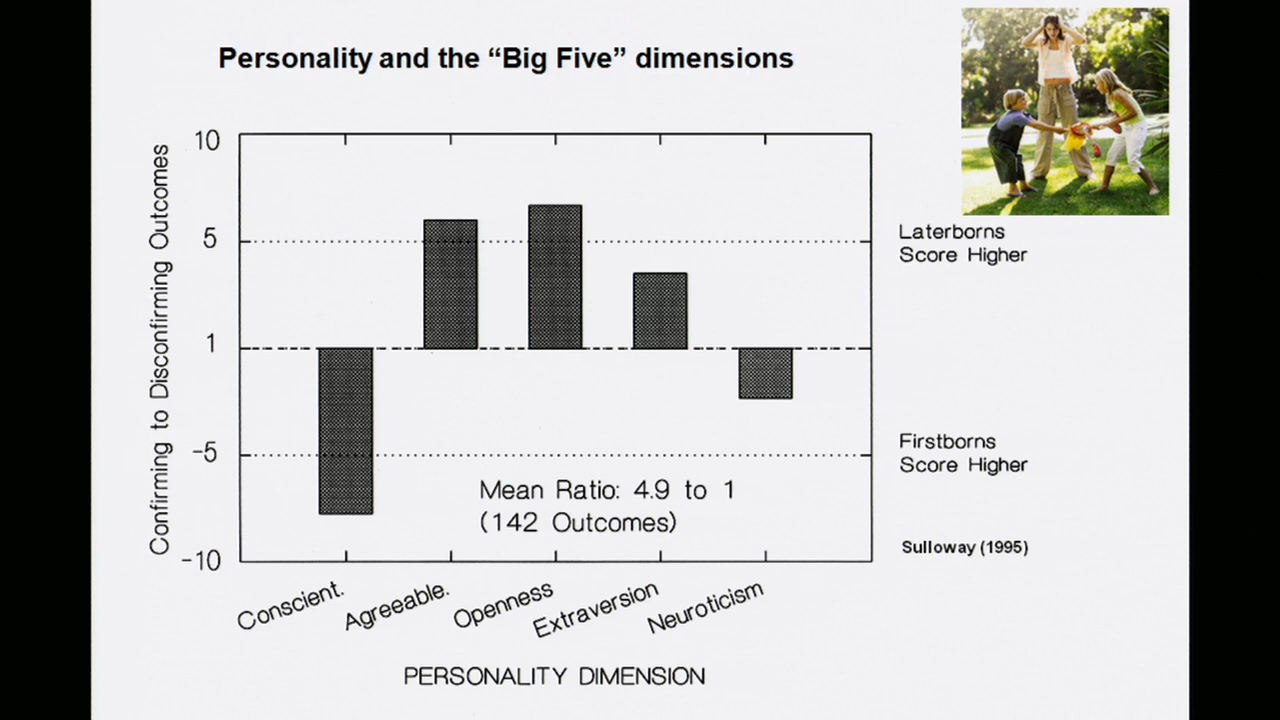 Personality and the “Big Five” dimensions
Confirming to Disconfirming Outcomes
10
5
1
-5
-10
Laterborns
Score Higher
Firstborns
Score Higher
Mean Ratio: 4.9 to 1
(142 Outcomes)
Sulloway (1995)
Conscient.
Agreeable.
Openness
Extraversion
Neuroticism
PERSONALITY DIMENSION